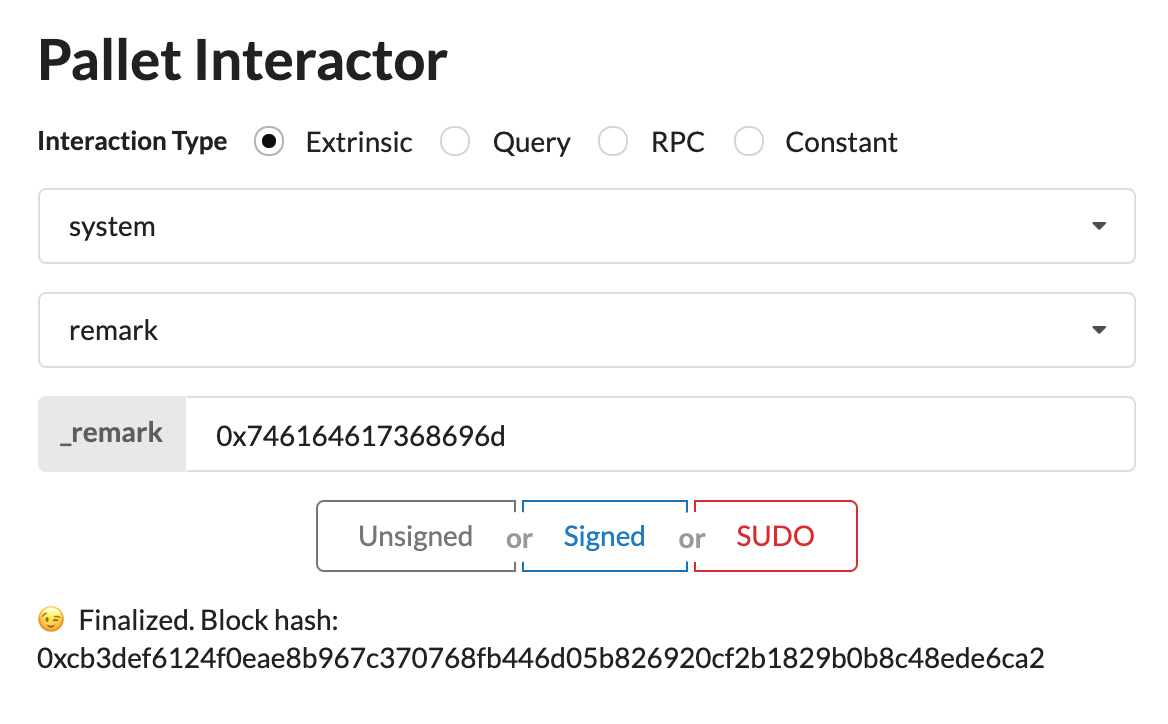 Pallet Interactor
Interaction Type Extrinsic Query RPC Constant
system
remark
_remark 0x746164617368696d
Unsigned or Signed or SUDO
😉 Finalized. Block hash:
0xcb3def6124f0eae8b967c370768fb446d05b826920cf2b1829b0b8c48ede6ca2